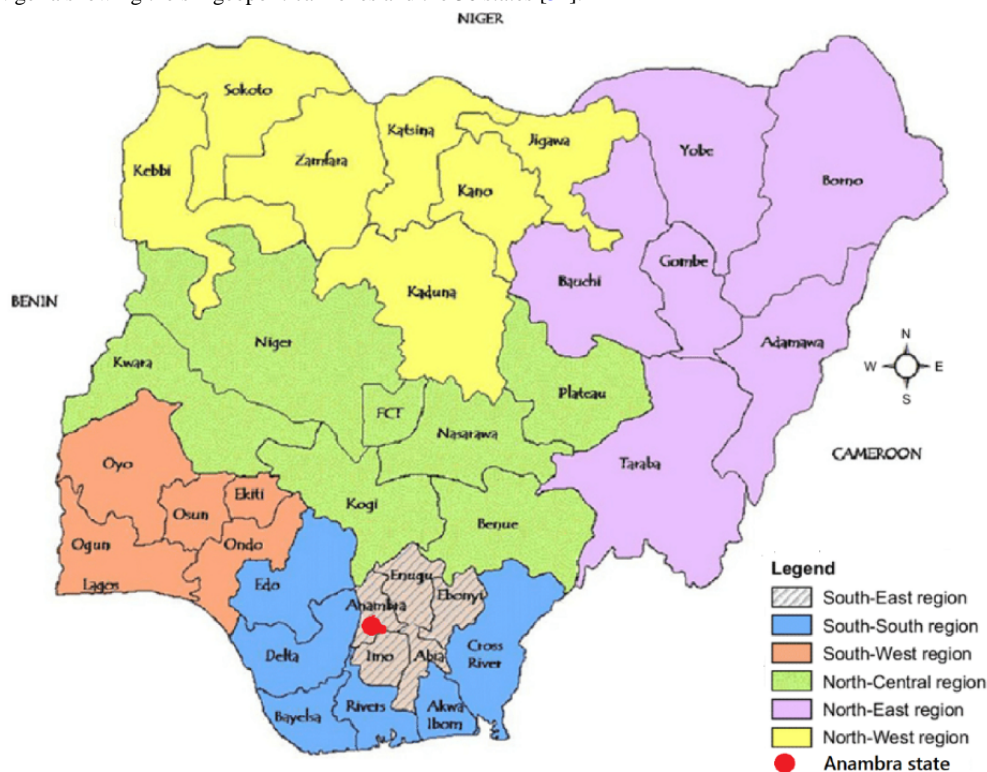 NIGER
Sokoto
Katsina
Jigawa
Yobe
Kebbi
Zamfara
Kano
Borno
Gombe
Bauchi
Kaduna
BENIN
Niger
Adamawa
N
W E
S
Kwara
Plateau
FCT
Nasarawa
CAMEROON
Oyo
Taraba
Ekiti
Kogi
Osun
Benue
Ogun
Ondo
Lagos
Edo
Enugu
Ebonyi
Anambra
Delta
Imo
Abia
Cross
River
Rivers
Akwa
Ibom
Bayelsa
Legend
South-East region
South-South region
South-West region
North-Central region
North-East region
North-West region
Anambra state